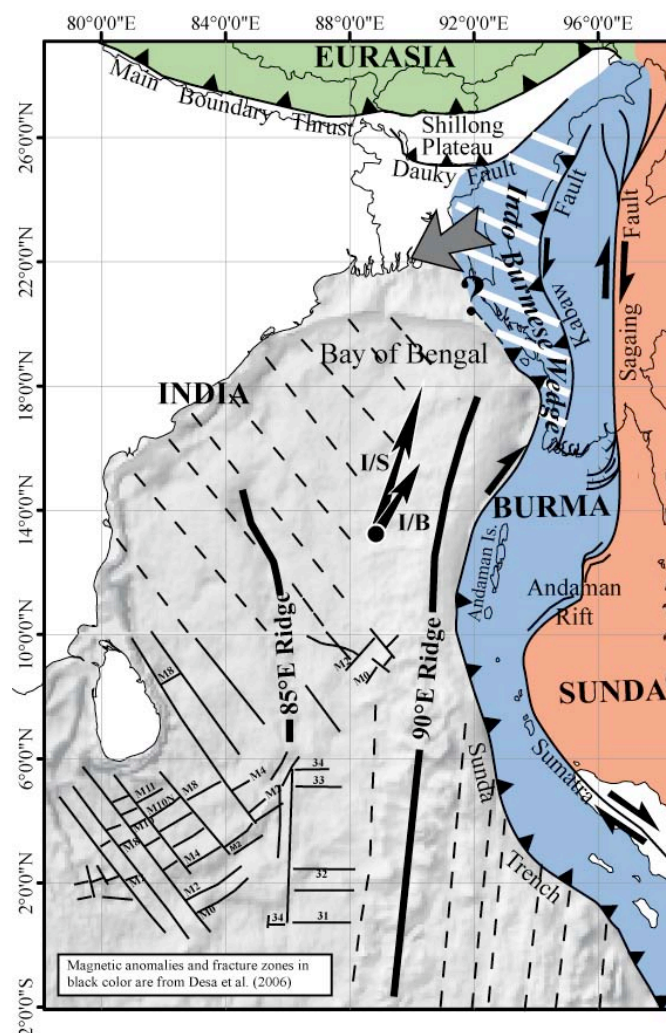 80°0'0"E
84°0'0"E
88°0'0"E
92°0'0"E
96°0'0"E
EURASIA
Main Boundary Thrust
Shillong
Plateau
Dauky Fault
26°0'0"N
Indo Burmese Wedge
Fault
Kabaw
Fault
Sagaing
22°0'0"N
?
Bay of Bengal
INDIA
18°0'0"N
I/S
I/B
BURMA
14°0'0"N
Andaman Is.
Andaman
Rift
10°0'0"N
85°E Ridge
90°E Ridge
M2
M0
M8
SUNDA
Sumatra
6°0'0"N
Sunda
Trench
34
33
M4
M11
M8
M10N
M8
M4
M2
32
M2
M0
2°0'0"N
34
31
Magnetic anomalies and fracture zones in
black color are from Desa et al. (2006)
2°0'0"S